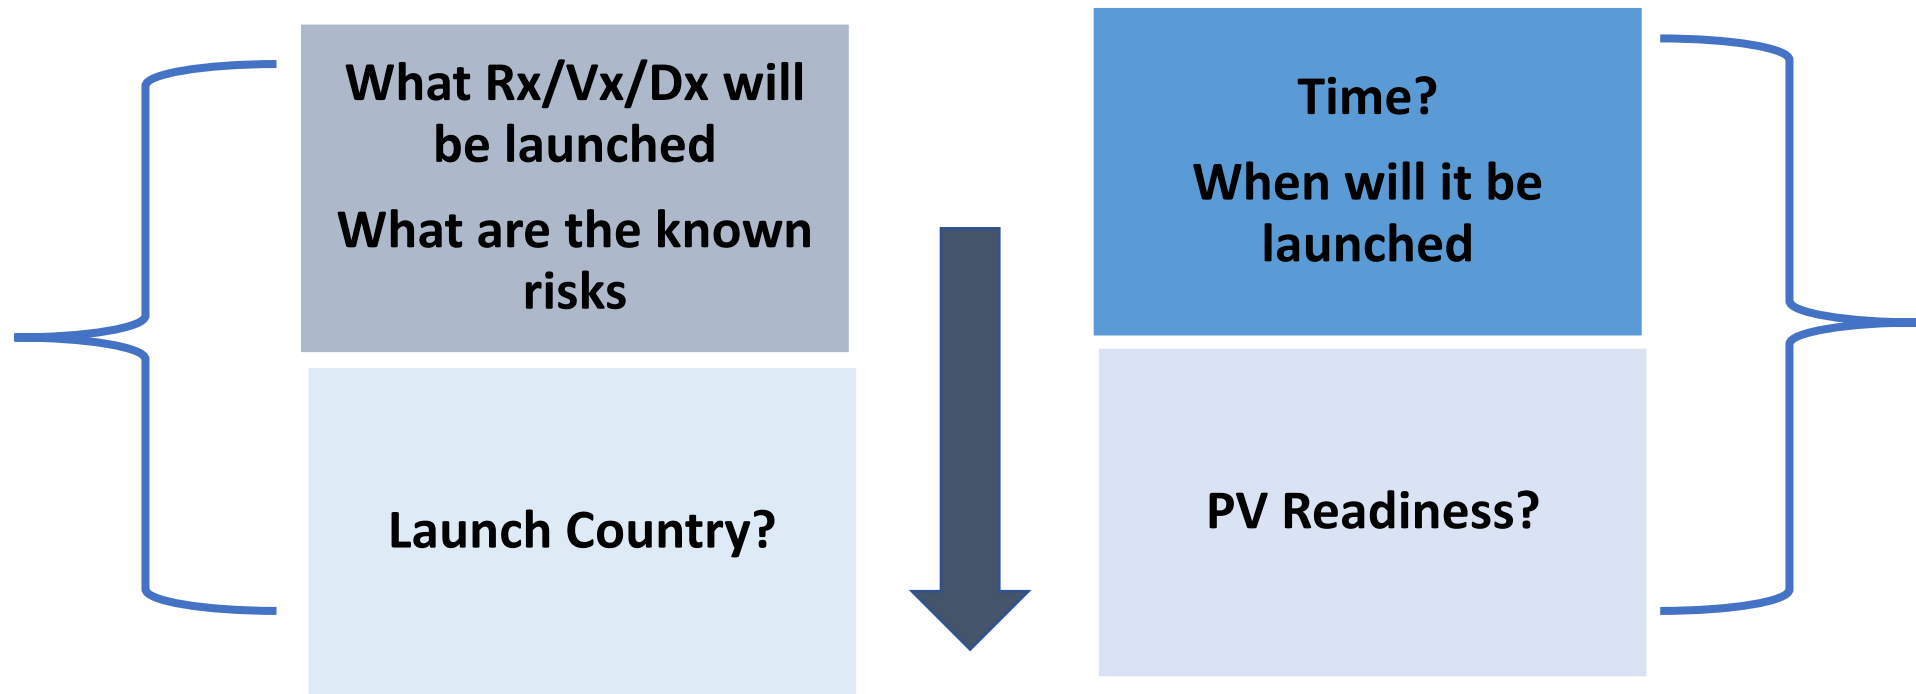 What Rx/Vx/Dx will
be launched
What are the known
risks
Launch Country?
Time?
When will it be
launched
PV Readiness?